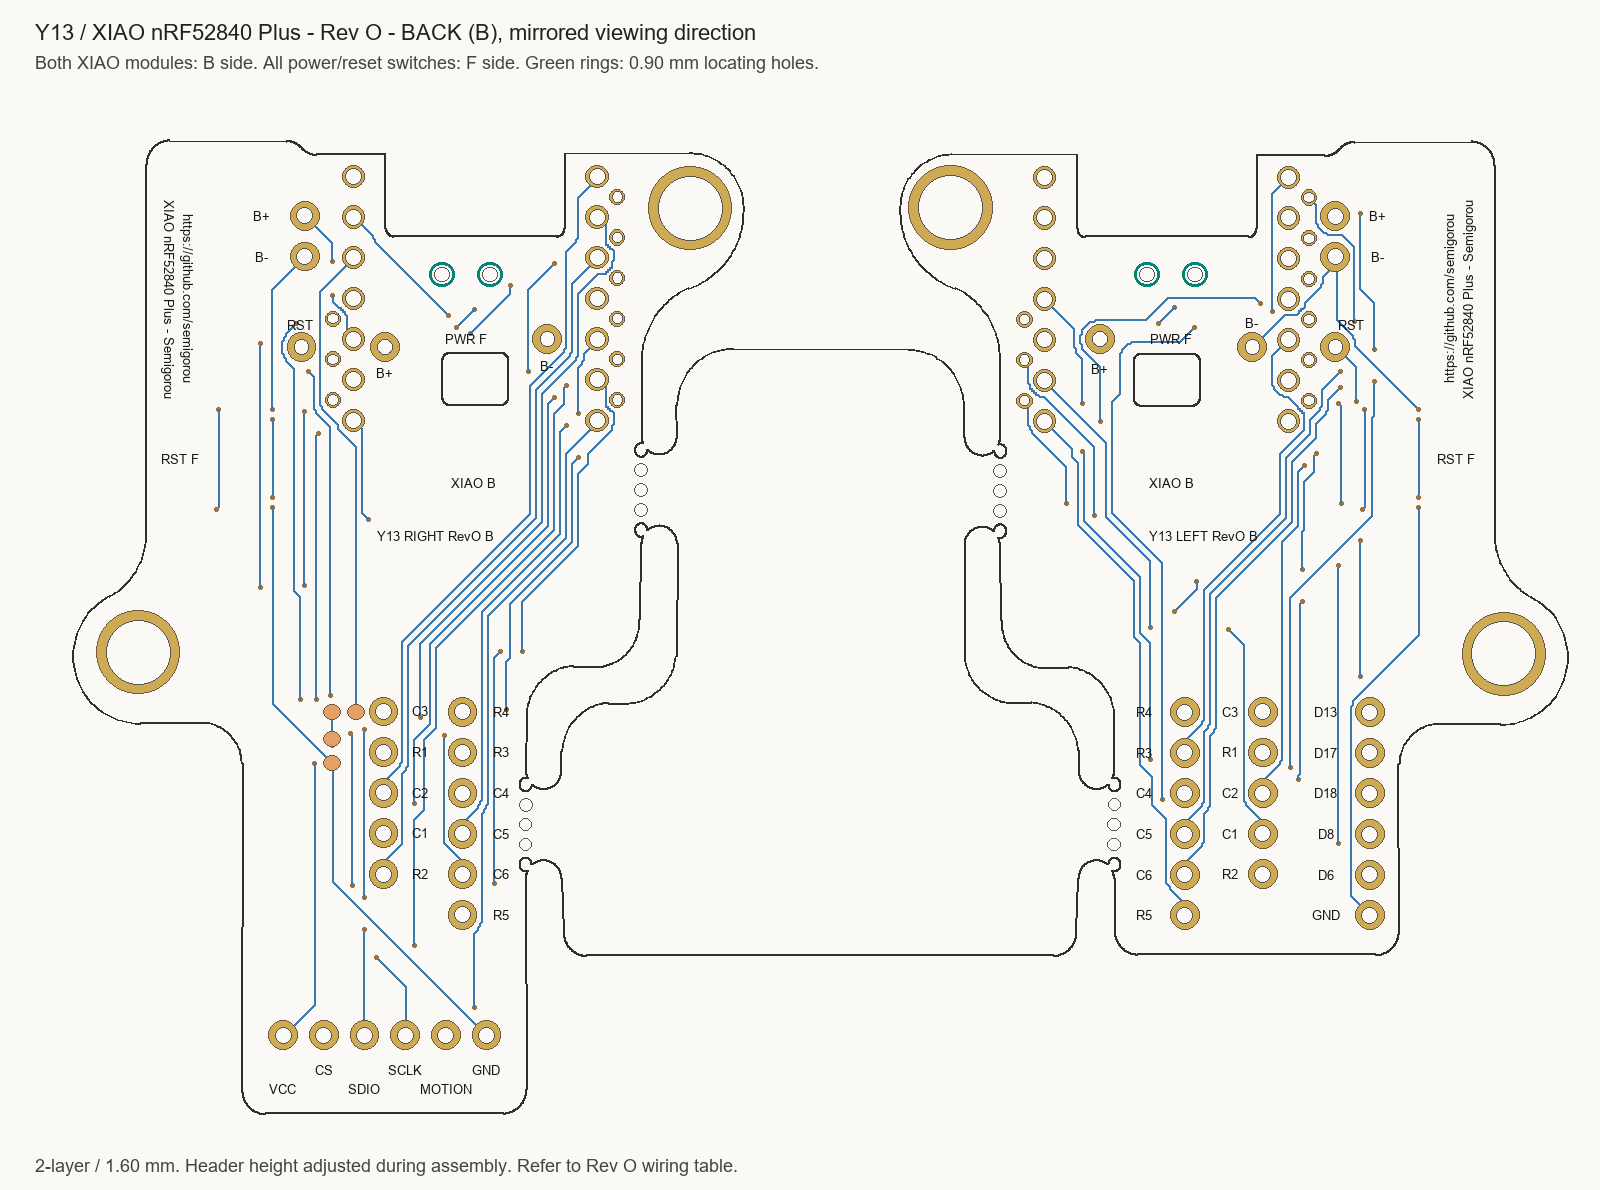 Y13 / XIAO nRF52840 Plus - Rev O - BACK (B), mirrored viewing direction
Both XIAO modules: B side. All power/reset switches: F side. Green rings: 0.90 mm locating holes.
https://github.com/semigorou
XIAO nRF52840 Plus - Semigorou
B+
B-
RST
B+
PWR F
B-
RST F
XIAO B
Y13 RIGHT RevO B
C3
R1
C2
C1
R2
R4
R3
C4
C5
C6
R5
VCC
CS
SDIO
SCLK
MOTION
GND
B+
B-
B-
RST
PWR F
B+
https://github.com/semigorou
XIAO nRF52840 Plus - Semigorou
RST F
XIAO B
Y13 LEFT RevO B
R4
R3
C4
C5
C6
R5
C3
R1
C2
C1
R2
D13
D17
D18
D8
D6
GND
2-layer / 1.60 mm. Header height adjusted during assembly. Refer to Rev O wiring table.